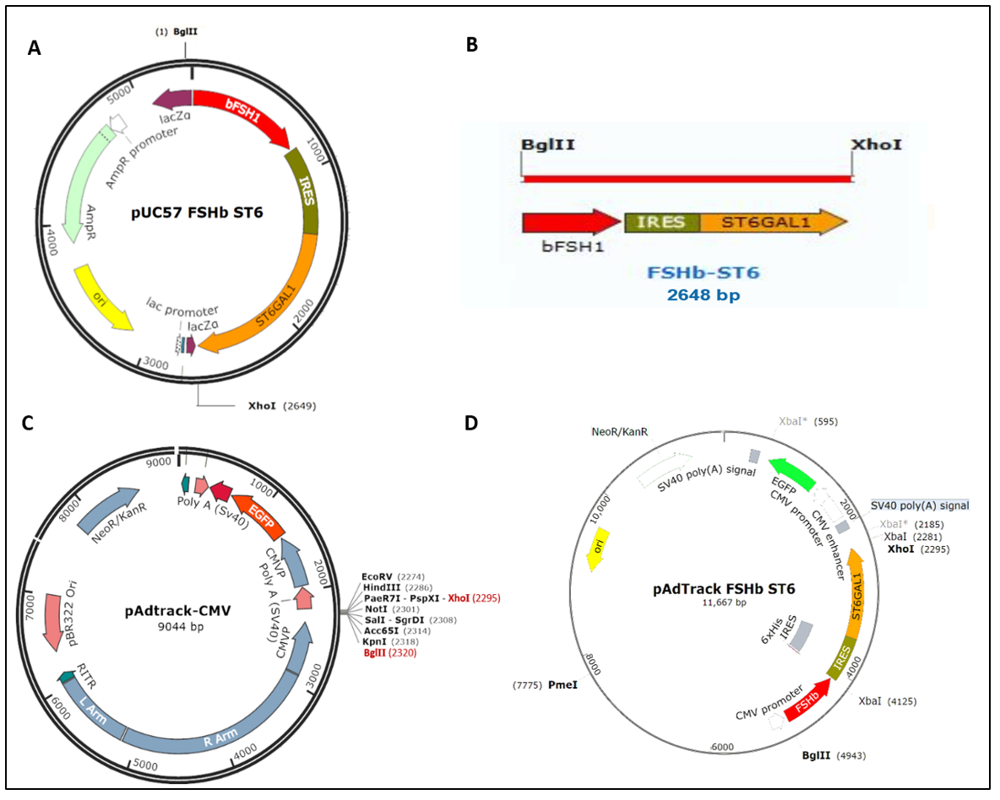 A
(1) BglII
5000
lacZα
bFSH1
AmpR promoter
1000
IRES
pUC57 FSHb ST6
AmpR
4000
ori
lac promoter
lacZα
ST6GAL1
2000
3000
XhoI (2649)
B
BglII
XhoI
IRES
ST6GAL1
bFSH1
FSHb-ST6
2648 bp
C
9000
1000
8000
NeoR/KanR
Poly A (Sv40)
EGFP
CMVP
2000
Poly A (SV40)
7000
pBR322 Ori
pAdtrack-CMV
9044 bp
CMVP
EcoRV (2274)
HindIII (2286)
PaeR7I - PspXI - XhoI (2295)
NotI (2301)
SalI - SgrDI (2308)
Acc65I (2314)
KpnI (2318)
BglII (2320)
RITR
3000
6000
L Arm
R Arm
4000
5000
D
XbaI* (595)
NeoR/KanR
SV40 poly(A) signal
EGFP
CMV promoter
CMV enhancer
2000
SV40 poly(A) signal
XbaI* (2185)
XbaI (2281)
XhoI (2295)
10,000
ori
pAdTrack FSHb ST6
11,667 bp
ST6GAL1
6xHis
IRES
IRES
4000
8000
(7775) PmeI
XbaI (4125)
CMV promoter
FSHb
6000
BglII (4943)